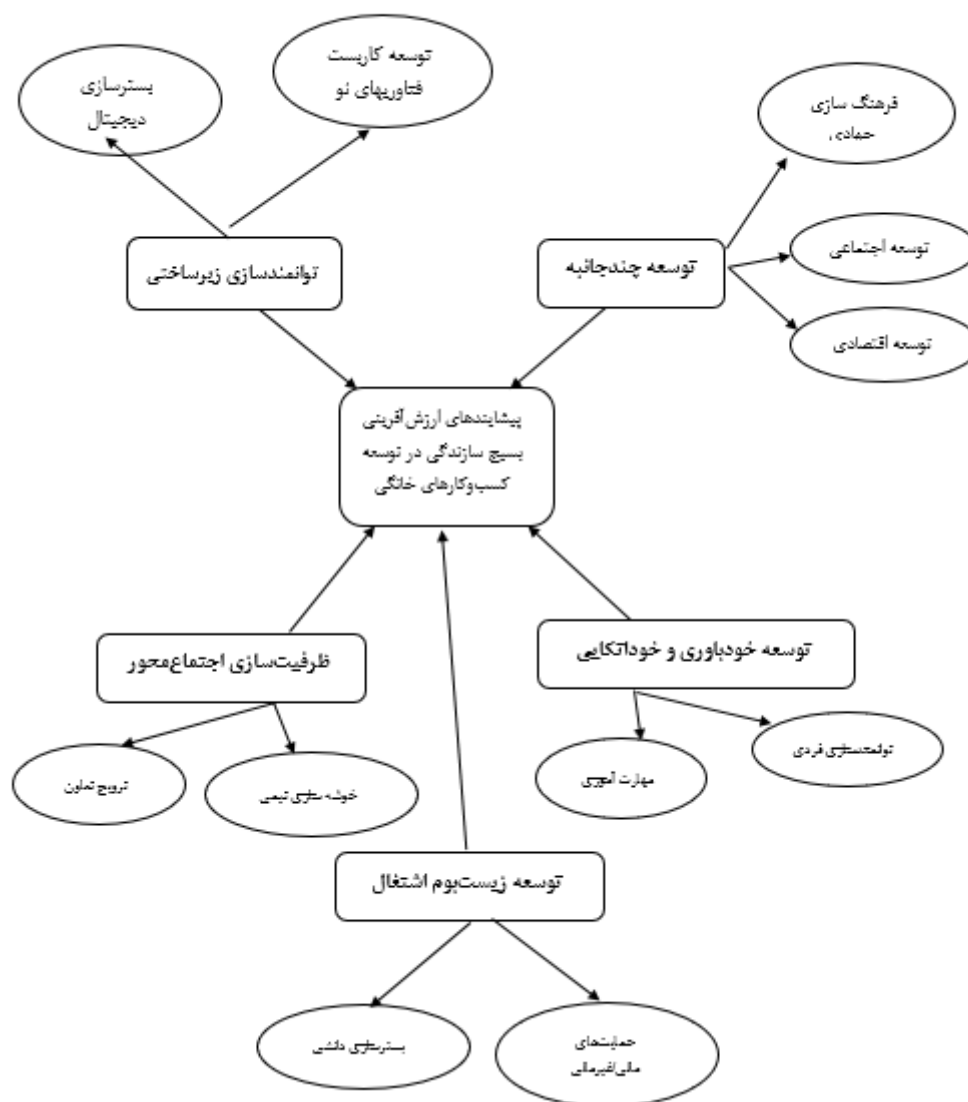 توسعه کاربست
فناوریهای نو
بسترسازی
دیجیتال
فرهنگ سازی
جهادی
توسعه اجتماعی
توسعه اقتصادی
توسعه چندجانبه
توانمندسازی زیرساختی
پیشایندهای ارزش‌آفرینی
بسیج سازندگی در توسعه
کسب‌وکارهای خانگی
توسعه خودباوری و خوداتکایی
ظرفیت‌سازی اجتماع‌محور
توانمندسازی فردی
مهارت آموزی
خوشه سازی تیمی
ترویج تعاون
توسعه زیست‌بوم اشتغال
حمایت‌های
مالی/غیرمالی
بسترسازی دانشی